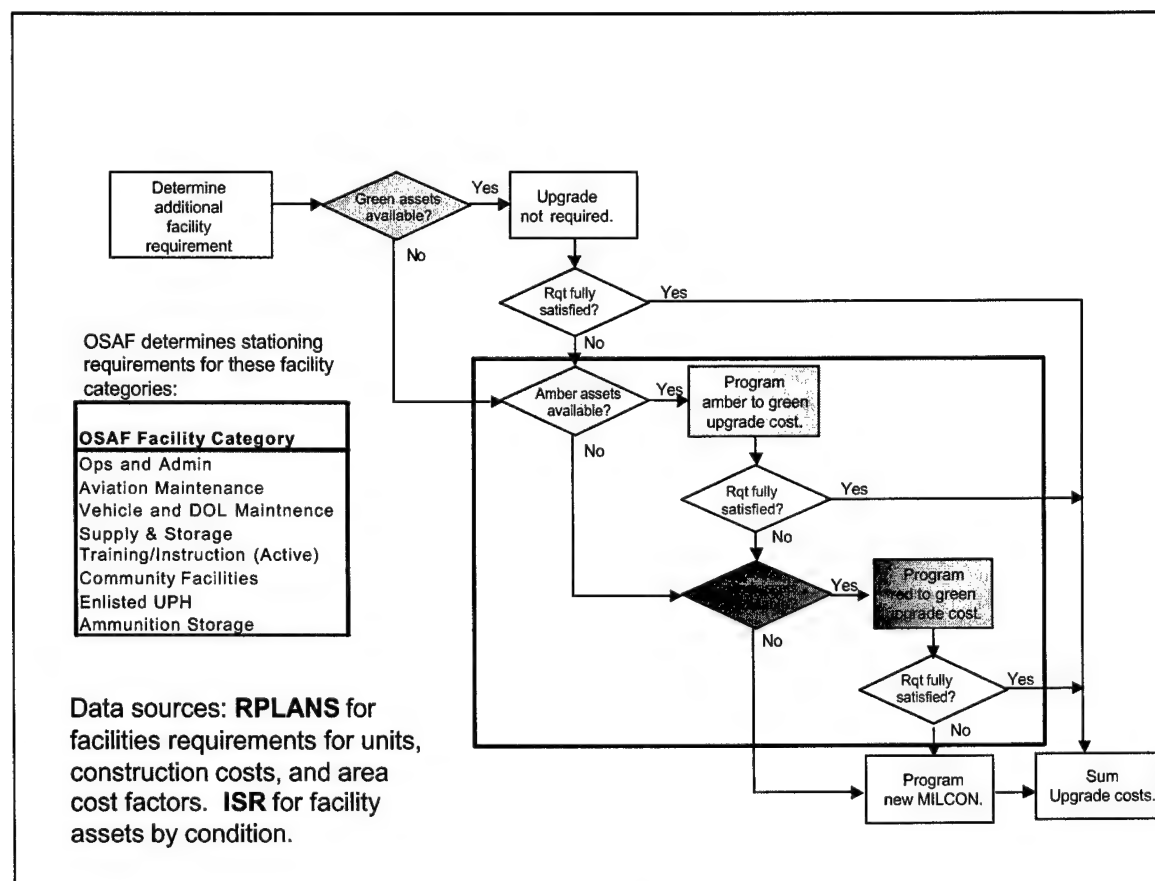 Determine
additional
facility
requirement
Green assets
available?
Yes
No
Upgrade
not required.
Rqt fully
satisfied?
Yes
No
OSAF determines stationing
requirements for these facility
categories:
OSAF Facility Category
Ops and Admin
Aviation Maintenance
Vehicle and DOL Maintnence
Supply & Storage
Training/Instruction (Active)
Community Facilities
Enlisted UPH
Ammunition Storage
Amber assets
available?
Yes
No
Program
amber to green
upgrade cost.
Rqt fully
satisfied?
Yes
No
Yes
No
Program
red to green
upgrade cost.
Rqt fully
satisfied?
Yes
No
Program
new MILCON.
Sum
Upgrade costs.
Data sources: RPLANS for
facilities requirements for units,
construction costs, and area
cost factors. ISR for facility
assets by condition.